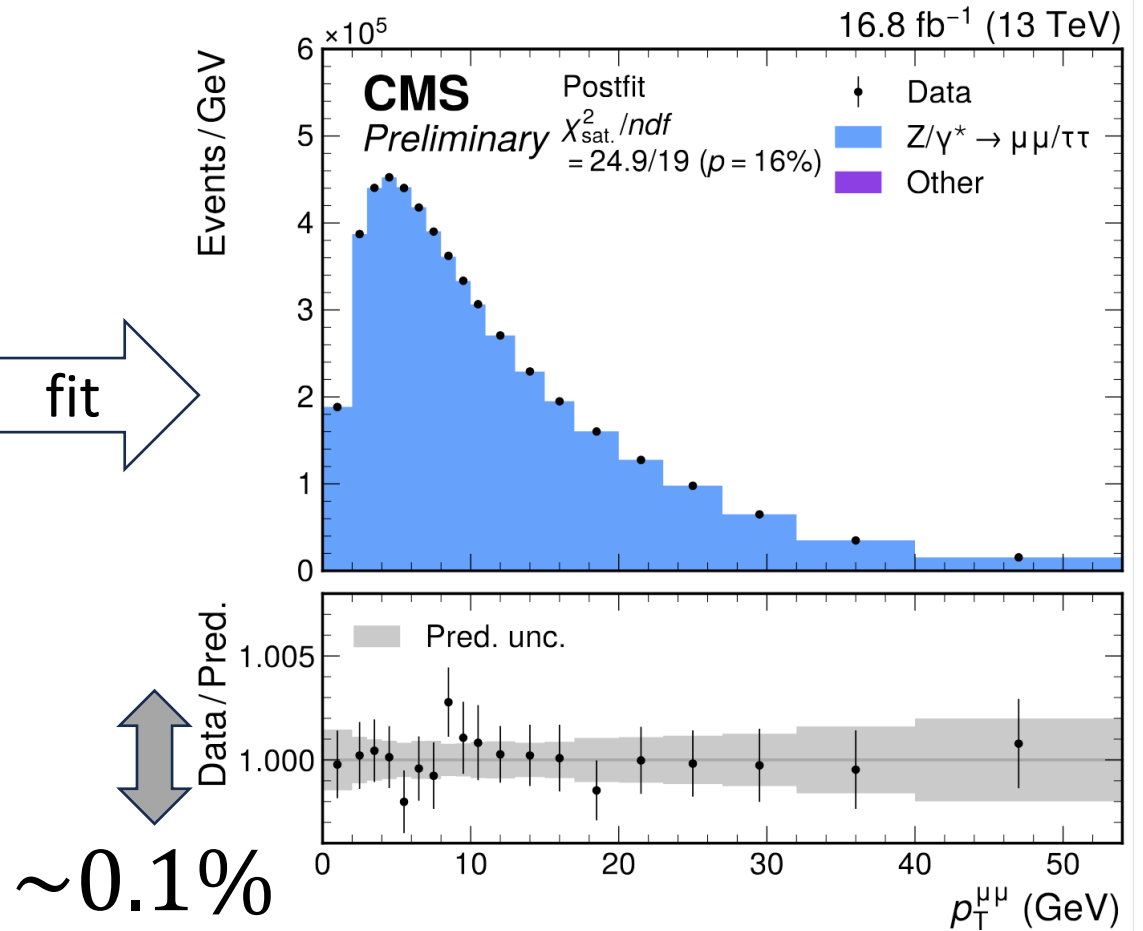 16.8 fb⁻¹ (13 TeV)
×10⁵
Events / GeV
6
5
4
3
2
1
0
CMS
Preliminary
Postfit
χ²sat./ndf
= 24.9/19 (p = 16%)
Data
Z/γ* → μμ/ττ
Other
fit
Data / Pred.
Pred. unc.
1.005
1.000
0 10 20 30 40 50
pTμμ (GeV)
~0.1%